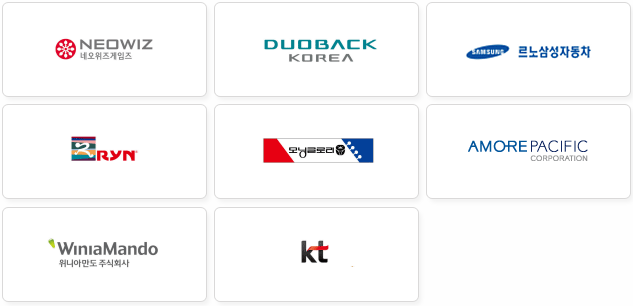 NEOWIZ
네오위즈게임즈
DUOBACK
KOREA
SAMSUNG
르노삼성자동차
RYN
모닝글로리
AMOREPACIFIC
CORPORATION
WiniaMando
위니아만도 주식회사
kt